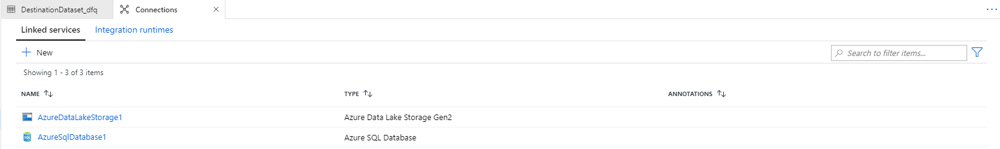 DestinationDataset_dfq Connections
Linked services Integration runtimes
New Search to filter items...
Showing 1 - 3 of 3 items
NAME TYPE ANNOTATIONS
AzureDataLakeStorage1 Azure Data Lake Storage Gen2
SQL AzureSqlDatabase1 Azure SQL Database